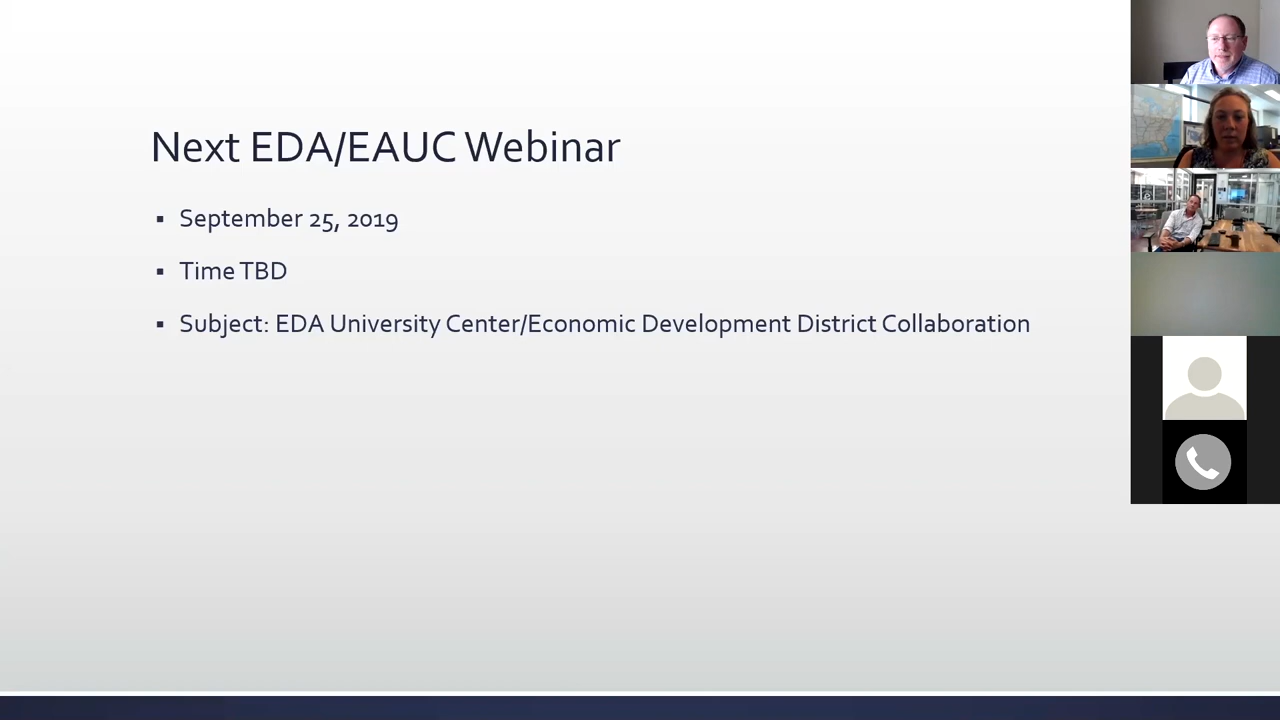 Next EDA/EAUC Webinar
▪ September 25, 2019
▪ Time TBD
▪ Subject: EDA University Center/Economic Development District Collaboration